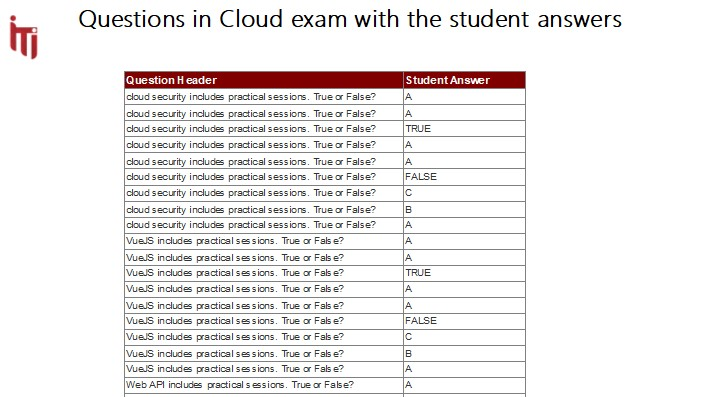 iTi
Questions in Cloud exam with the student answers
Question Header Student Answer
cloud security includes practical sessions. True or False? A
cloud security includes practical sessions. True or False? A
cloud security includes practical sessions. True or False? TRUE
cloud security includes practical sessions. True or False? A
cloud security includes practical sessions. True or False? A
cloud security includes practical sessions. True or False? FALSE
cloud security includes practical sessions. True or False? C
cloud security includes practical sessions. True or False? B
cloud security includes practical sessions. True or False? A
VueJS includes practical sessions. True or False? A
VueJS includes practical sessions. True or False? A
VueJS includes practical sessions. True or False? TRUE
VueJS includes practical sessions. True or False? A
VueJS includes practical sessions. True or False? A
VueJS includes practical sessions. True or False? FALSE
VueJS includes practical sessions. True or False? C
VueJS includes practical sessions. True or False? B
VueJS includes practical sessions. True or False? A
Web API includes practical sessions. True or False? A